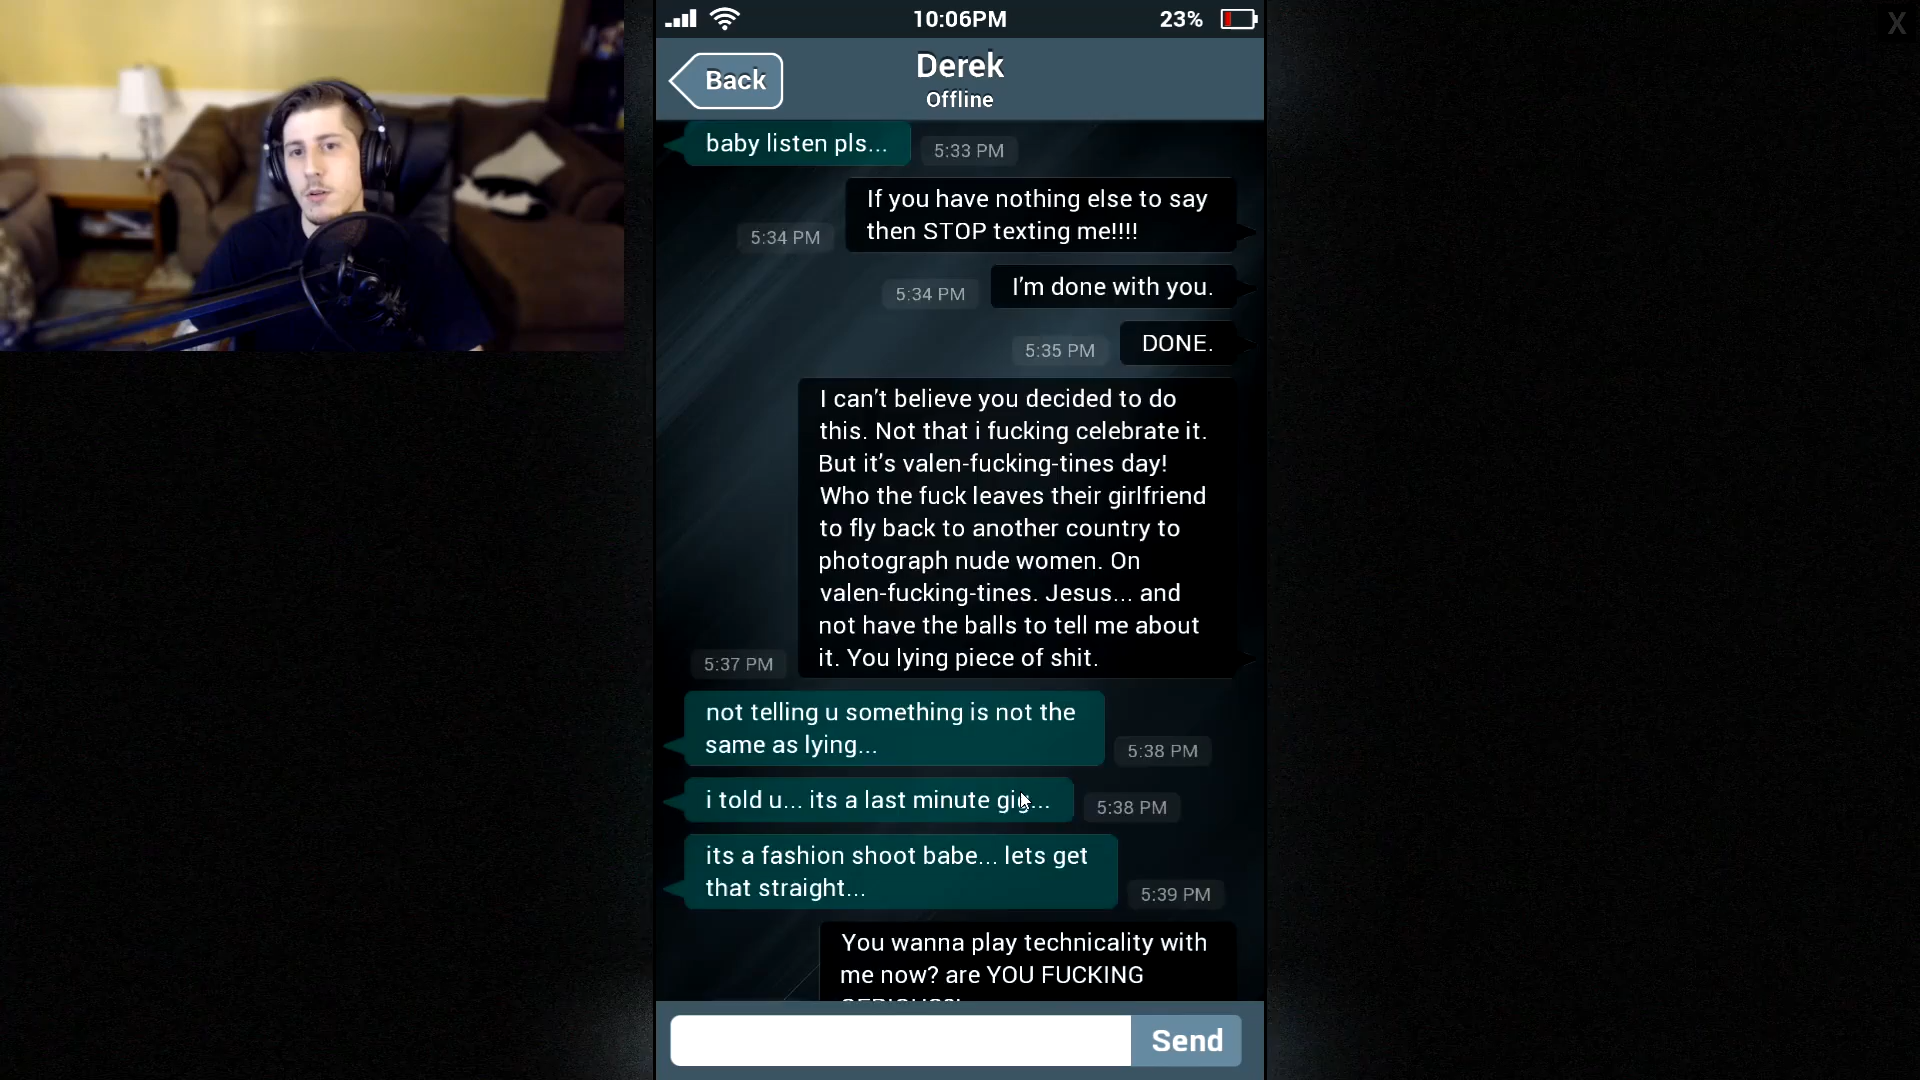 10:06PM
23%
X
Back
Derek
Offline
baby listen pls...
5:33 PM
If you have nothing else to say
then STOP texting me!!!!
5:34 PM
I'm done with you.
5:34 PM
DONE.
5:35 PM
I can't believe you decided to do
this. Not that i fucking celebrate it.
But it's valen-fucking-tines day!
Who the fuck leaves their girlfriend
to fly back to another country to
photograph nude women. On
valen-fucking-tines. Jesus... and
not have the balls to tell me about
it. You lying piece of shit.
5:37 PM
not telling u something is not the
same as lying...
5:38 PM
i told u... its a last minute gig...
5:38 PM
its a fashion shoot babe... lets get
that straight...
5:39 PM
You wanna play technicality with
me now? are YOU FUCKING
Send